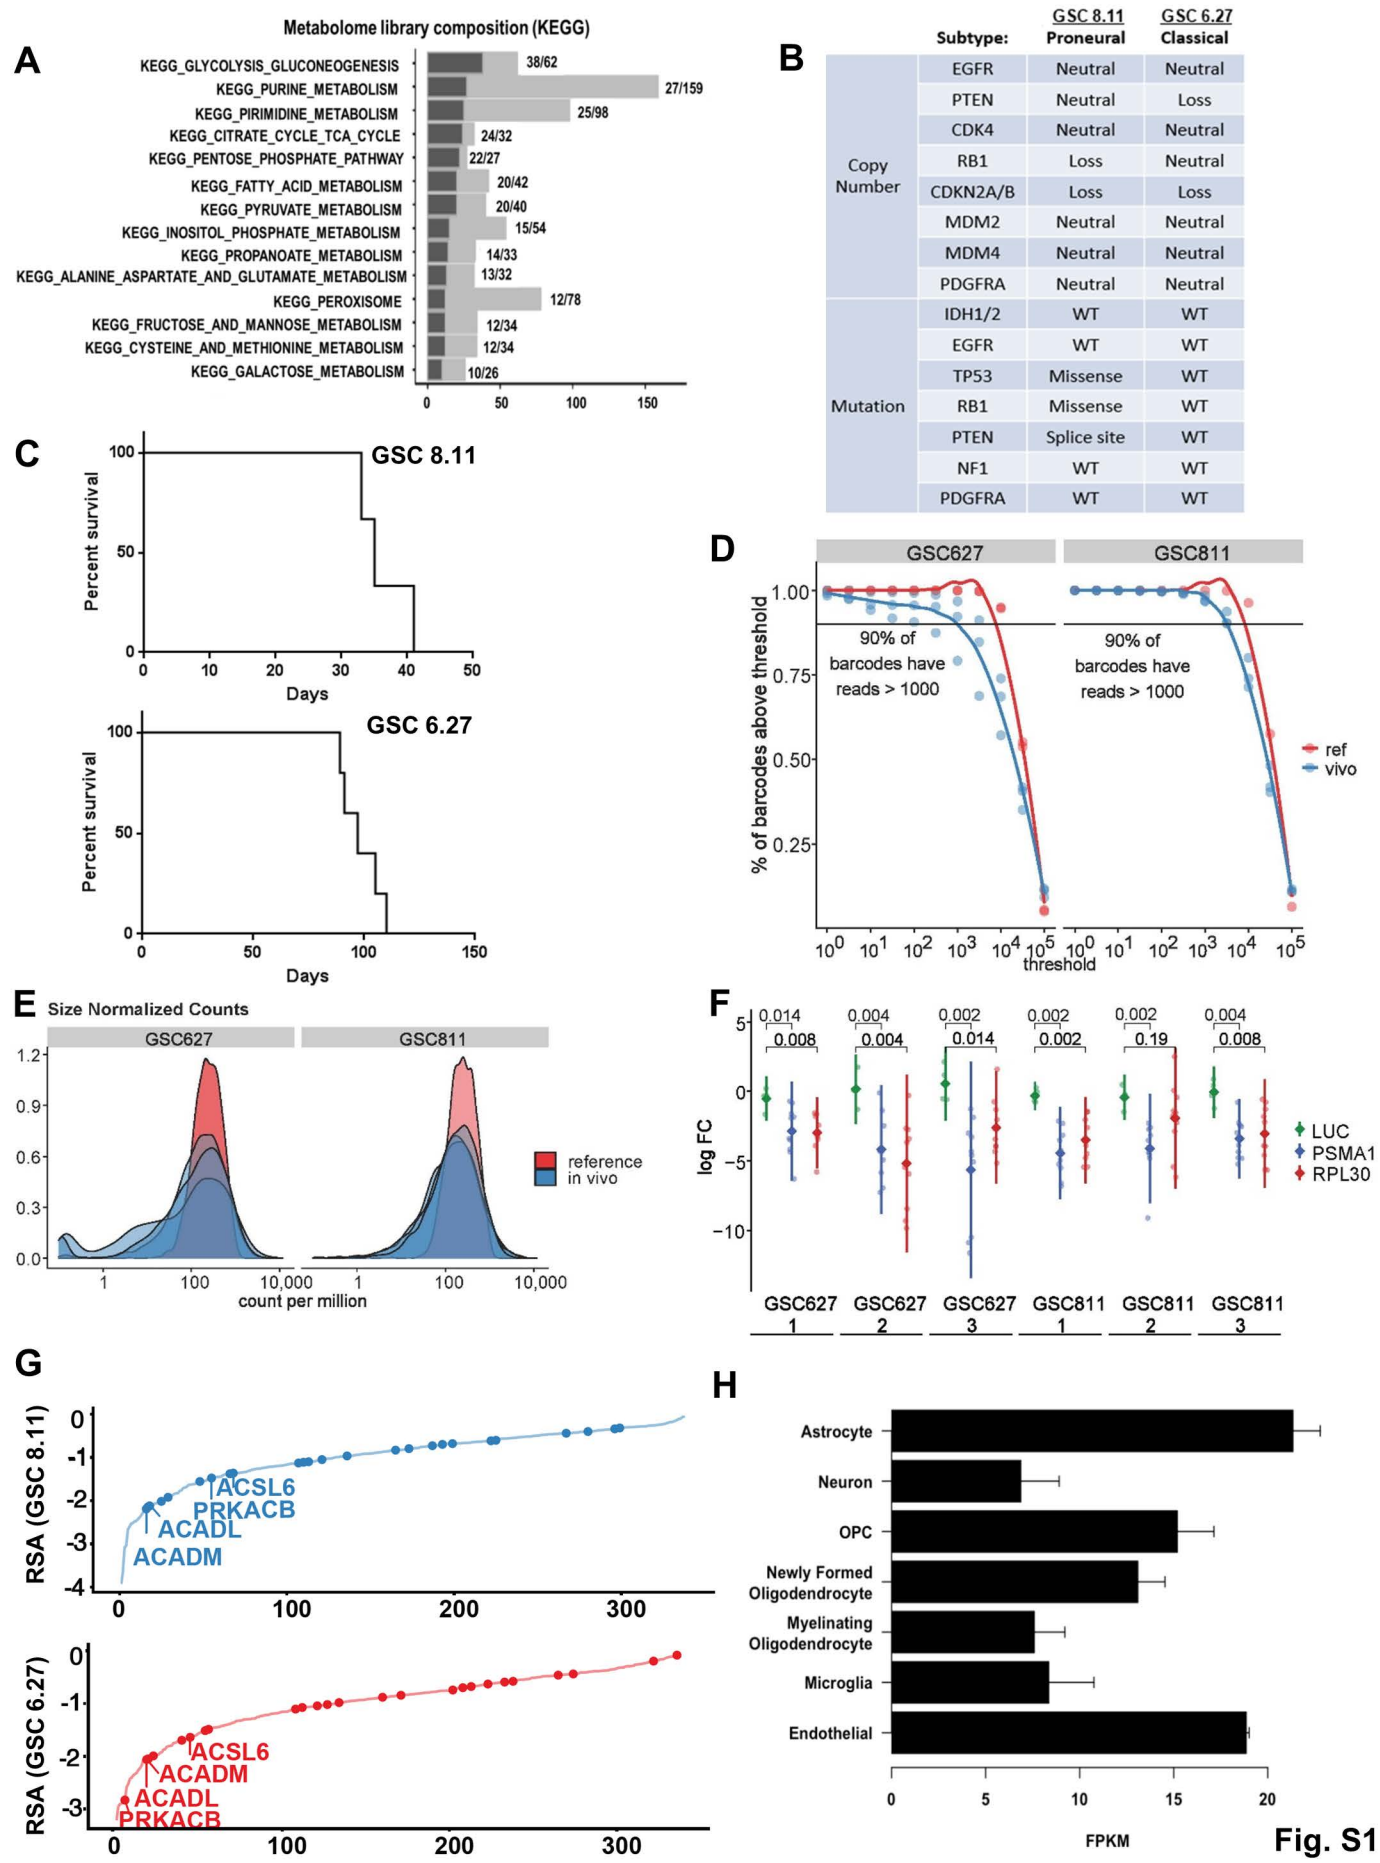 A
Metabolome library composition (KEGG)
KEGG_GLYCOLYSIS_GLUCONEOGENESIS 38/62
KEGG_PURINE_METABOLISM 27/159
KEGG_PIRIMIDINE_METABOLISM 25/98
KEGG_CITRATE_CYCLE_TCA_CYCLE 24/32
KEGG_PENTOSE_PHOSPHATE_PATHWAY 22/27
KEGG_FATTY_ACID_METABOLISM 20/42
KEGG_PYRUVATE_METABOLISM 20/40
KEGG_INOSITOL_PHOSPHATE_METABOLISM 15/54
KEGG_PROPANOATE_METABOLISM 14/33
KEGG_ALANINE_ASPARTATE_AND_GLUTAMATE_METABOLISM 13/32
KEGG_PEROXISOME 12/78
KEGG_FRUCTOSE_AND_MANNOSE_METABOLISM 12/34
KEGG_CYSTEINE_AND_METHIONINE_METABOLISM 12/34
KEGG_GALACTOSE_METABOLISM 10/26
0 50 100 150
B
GSC 8.11 GSC 6.27
Subtype: Proneural Classical
Copy Number
EGFR Neutral Neutral
PTEN Neutral Loss
CDK4 Neutral Neutral
RB1 Loss Neutral
CDKN2A/B Loss Loss
MDM2 Neutral Neutral
MDM4 Neutral Neutral
PDGFRA Neutral Neutral
Mutation
IDH1/2 WT WT
EGFR WT WT
TP53 Missense WT
RB1 Missense WT
PTEN Splice site WT
NF1 WT WT
PDGFRA WT WT
C
GSC 8.11
Percent survival
100
50
0
0 10 20 30 40 50
Days
GSC 6.27
Percent survival
100
50
0
0 50 100 150
Days
D
GSC627 GSC811
% of barcodes above threshold
1.00
0.75
0.50
0.25
90% of
barcodes have
reads > 1000
90% of
barcodes have
reads > 1000
10^0 10^1 10^2 10^3 10^4 10^5 10^0 10^1 10^2 10^3 10^4 10^5
threshold
ref
vivo
E
Size Normalized Counts
GSC627 GSC811
1.2
0.9
0.6
0.3
0.0
1 100 10,000 1 100 10,000
count per million
reference
in vivo
F
log FC
5
0
−5
−10
0.014 0.004 0.002 0.002 0.002 0.004
0.008 0.004 0.014 0.002 0.19 0.008
LUC
PSMA1
RPL30
GSC627 GSC627 GSC627 GSC811 GSC811 GSC811
1 2 3 1 2 3
G
RSA (GSC 8.11)
0
-1
-2
-3
-4
ACSL6
PRKACB
ACADL
ACADM
0 100 200 300
RSA (GSC 6.27)
0
-1
-2
-3
ACSL6
ACADM
ACADL
PRKACB
0 100 200 300
H
Astrocyte
Neuron
OPC
Newly Formed
Oligodendrocyte
Myelinating
Oligodendrocyte
Microglia
Endothelial
0 5 10 15 20
FPKM
Fig. S1